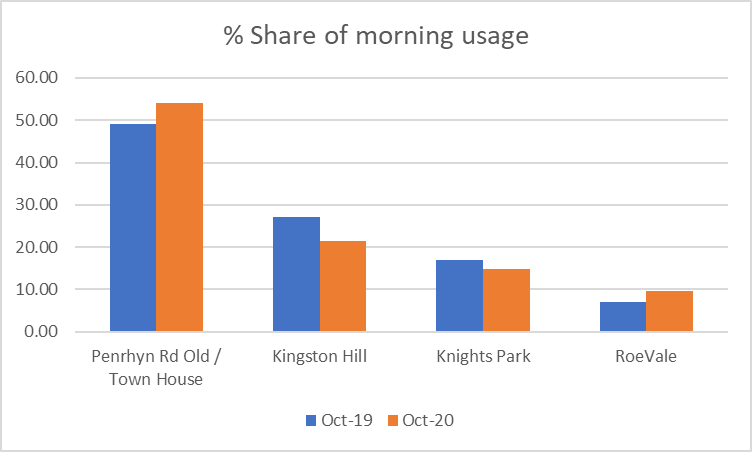 % Share of morning usage
60.00
50.00
40.00
30.00
20.00
10.00
0.00
Penrhyn Rd Old /
Town House
Kingston Hill
Knights Park
RoeVale
Oct-19
Oct-20